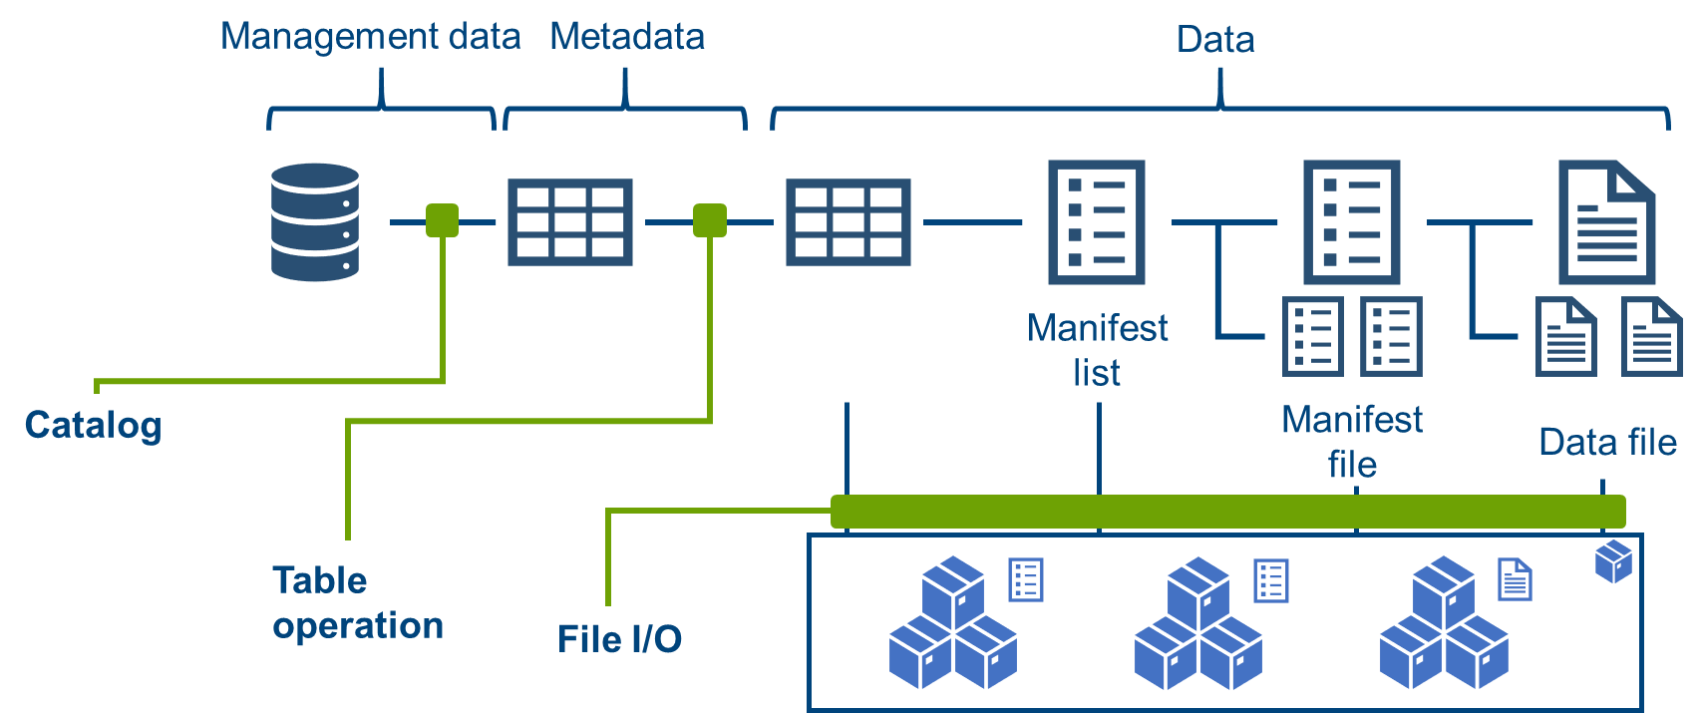 Management data
Metadata
Data
Manifest
list
Manifest
file
Data file
Catalog
Table
operation
File I/O